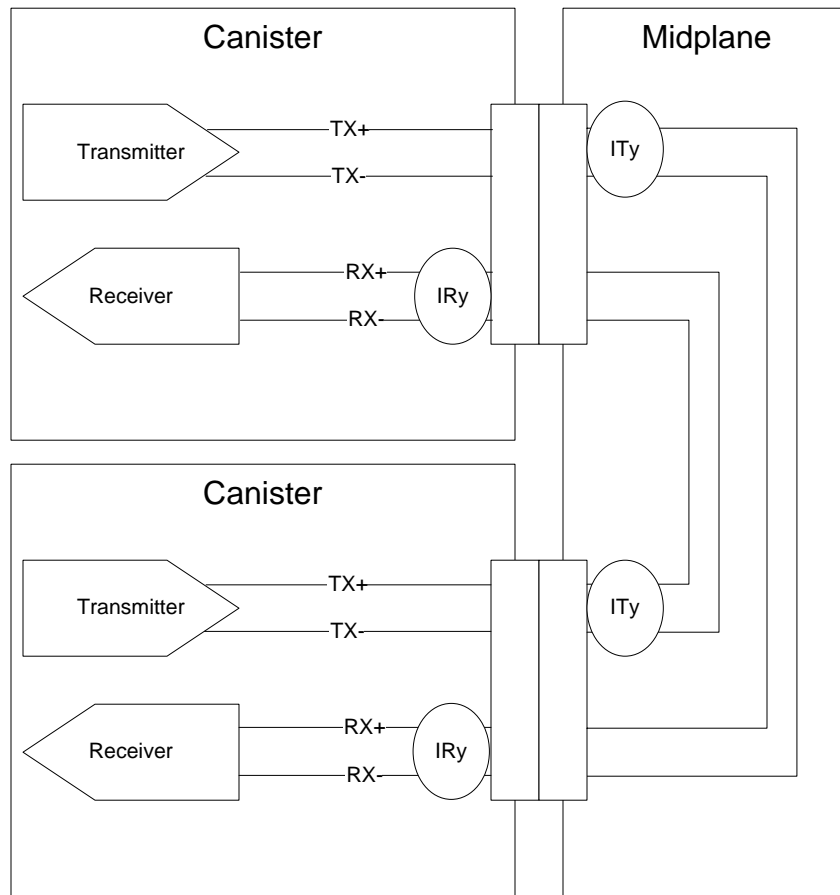 Canister
Midplane
Transmitter
TX+
TX-
ITy
Receiver
RX+
RX-
IRy
Canister
Transmitter
TX+
TX-
ITy
Receiver
RX+
RX-
IRy